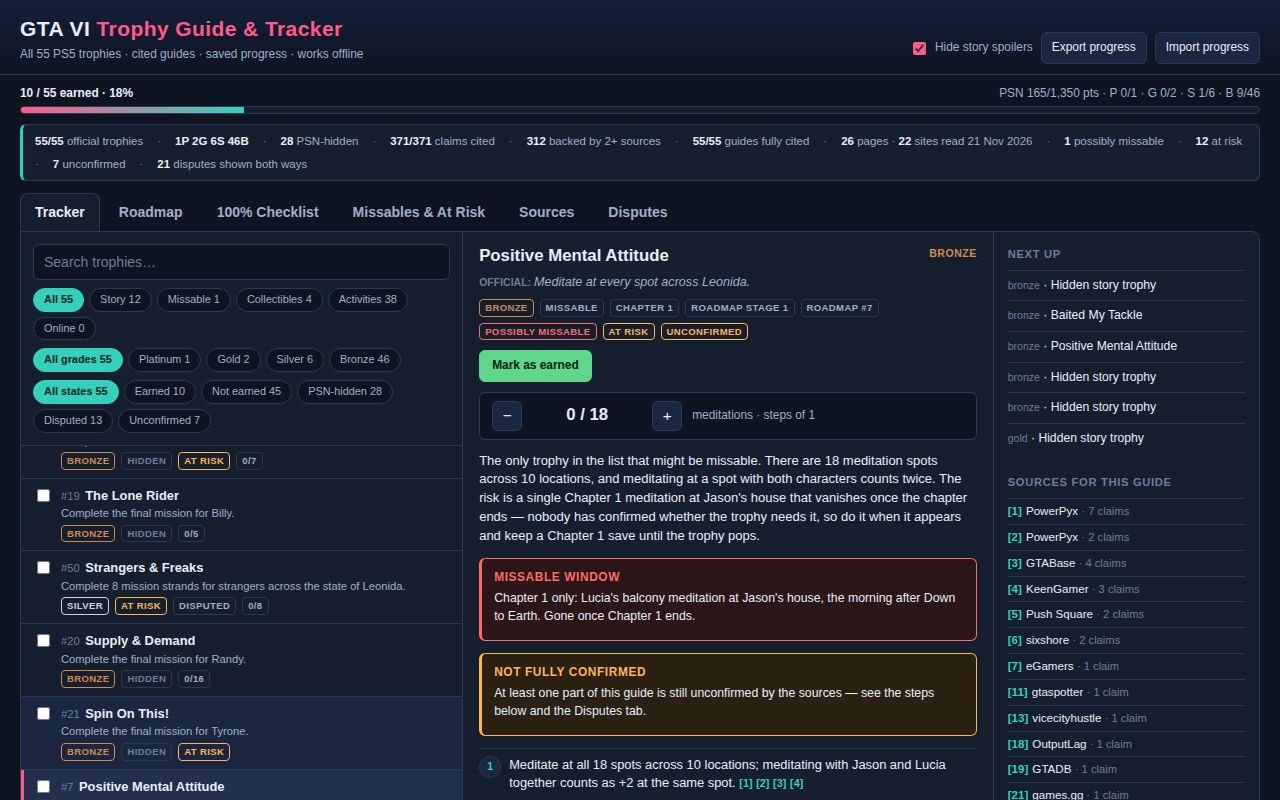 GTA VI Trophy Guide & Tracker
All 55 PS5 trophies · cited guides · saved progress · works offline
Hide story spoilers
Export progress
Import progress
10 / 55 earned · 18%
PSN 165/1,350 pts · P 0/1 · G 0/2 · S 1/6 · B 9/46
55/55 official trophies · 1P 2G 6S 46B · 28 PSN-hidden · 371/371 claims cited · 312 backed by 2+ sources · 55/55 guides fully cited · 26 pages · 22 sites read 21 Nov 2026 · 1 possibly missable · 12 at risk
· 7 unconfirmed · 21 disputes shown both ways
Tracker
Roadmap
100% Checklist
Missables & At Risk
Sources
Disputes
Search trophies…
All 55
Story 12
Missable 1
Collectibles 4
Activities 38
Online 0
All grades 55
Platinum 1
Gold 2
Silver 6
Bronze 46
All states 55
Earned 10
Not earned 45
PSN-hidden 28
Disputed 13
Unconfirmed 7
BRONZE HIDDEN AT RISK 0/7
#19 The Lone Rider
Complete the final mission for Billy.
BRONZE HIDDEN 0/5
#50 Strangers & Freaks
Complete 8 mission strands for strangers across the state of Leonida.
SILVER AT RISK DISPUTED 0/8
#20 Supply & Demand
Complete the final mission for Randy.
BRONZE HIDDEN 0/16
#21 Spin On This!
Complete the final mission for Tyrone.
BRONZE HIDDEN AT RISK
#7 Positive Mental Attitude
Positive Mental Attitude
BRONZE
OFFICIAL: Meditate at every spot across Leonida.
BRONZE MISSABLE CHAPTER 1 ROADMAP STAGE 1 ROADMAP #7
POSSIBLY MISSABLE AT RISK UNCONFIRMED
Mark as earned
− 0 / 18 + meditations · steps of 1
The only trophy in the list that might be missable. There are 18 meditation spots
across 10 locations, and meditating at a spot with both characters counts twice. The
risk is a single Chapter 1 meditation at Jason's house that vanishes once the chapter
ends — nobody has confirmed whether the trophy needs it, so do it when it appears
and keep a Chapter 1 save until the trophy pops.
MISSABLE WINDOW
Chapter 1 only: Lucia's balcony meditation at Jason's house, the morning after Down
to Earth. Gone once Chapter 1 ends.
NOT FULLY CONFIRMED
At least one part of this guide is still unconfirmed by the sources — see the steps
below and the Disputes tab.
1 Meditate at all 18 spots across 10 locations; meditating with Jason and Lucia
together counts as +2 at the same spot. [1] [2] [3] [4]
NEXT UP
bronze · Hidden story trophy
bronze · Baited My Tackle
bronze · Positive Mental Attitude
bronze · Hidden story trophy
bronze · Hidden story trophy
gold · Hidden story trophy
SOURCES FOR THIS GUIDE
[1] PowerPyx · 7 claims
[2] PowerPyx · 2 claims
[3] GTABase · 4 claims
[4] KeenGamer · 3 claims
[5] Push Square · 2 claims
[6] sixshore · 2 claims
[7] eGamers · 1 claim
[11] gtaspotter · 1 claim
[13] vicecityhustle · 1 claim
[18] OutputLag · 1 claim
[19] GTADB · 1 claim
[21] games.gg · 1 claim